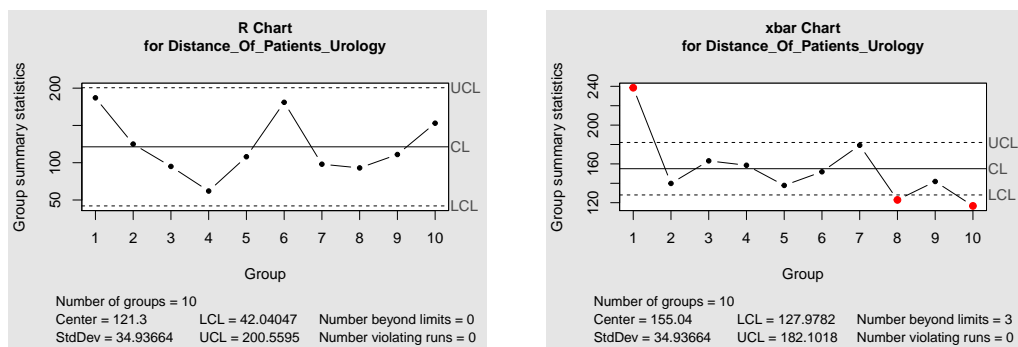 R Chart
for Distance_Of_Patients_Urology
Group summary statistics
200
100
50
UCL
CL
LCL
1 2 3 4 5 6 7 8 9 10
Group
Number of groups = 10
Center = 121.3 LCL = 42.04047 Number beyond limits = 0
StdDev = 34.93664 UCL = 200.5595 Number violating runs = 0
xbar Chart
for Distance_Of_Patients_Urology
Group summary statistics
240
200
160
120
UCL
CL
LCL
1 2 3 4 5 6 7 8 9 10
Group
Number of groups = 10
Center = 155.04 LCL = 127.9782 Number beyond limits = 3
StdDev = 34.93664 UCL = 182.1018 Number violating runs = 0